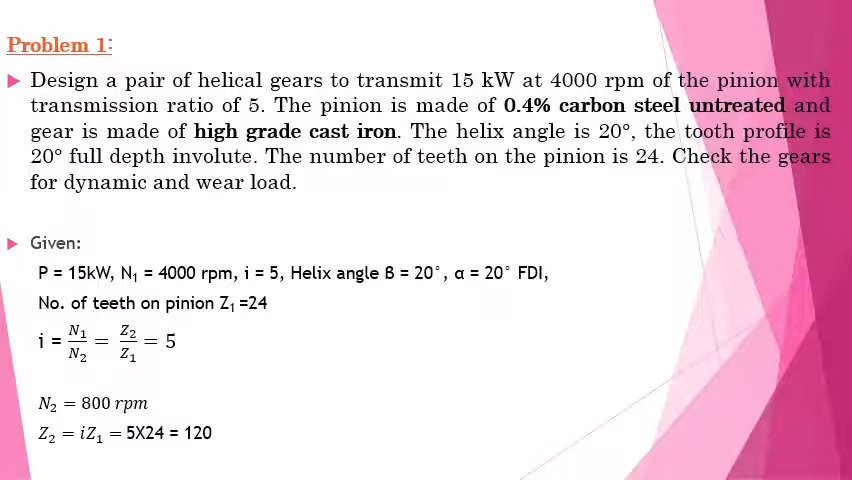 Problem 1:
Design a pair of helical gears to transmit 15 kW at 4000 rpm of the pinion with
transmission ratio of 5. The pinion is made of 0.4% carbon steel untreated and
gear is made of high grade cast iron. The helix angle is 20°, the tooth profile is
20° full depth involute. The number of teeth on the pinion is 24. Check the gears
for dynamic and wear load.
Given:
P = 15kW, N₁ = 4000 rpm, i = 5, Helix angle β = 20°, α = 20° FDI,
No. of teeth on pinion Z₁ =24
i = N₁/N₂ = Z₂/Z₁ = 5
N₂ = 800 rpm
Z₂ = iZ₁ = 5X24 = 120